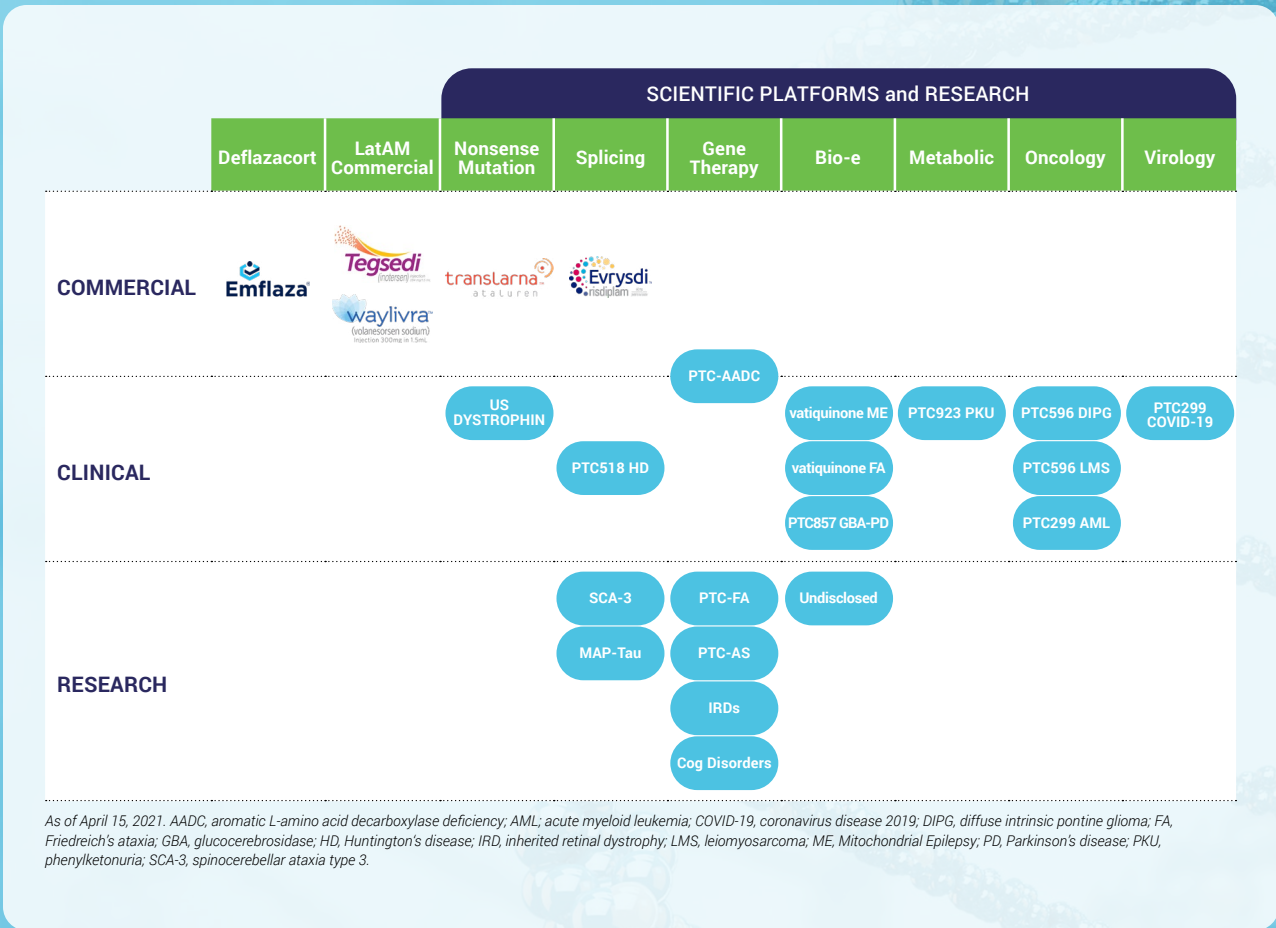 SCIENTIFIC PLATFORMS and RESEARCH
Deflazacort
LatAM
Commercial
Nonsense
Mutation
Splicing
Gene
Therapy
Bio-e
Metabolic
Oncology
Virology
COMMERCIAL
Emflaza
Tegsedi
(inotersen)
waylivra™
(volanesorsen sodium)
Injection 300mg in 1.5mL
translarna
ataluren
Evrysdi
risdiplam
PTC-AADC
CLINICAL
US
DYSTROPHIN
PTC518 HD
vatiquinone ME
vatiquinone FA
PTC857 GBA-PD
PTC923 PKU
PTC596 DIPG
PTC596 LMS
PTC299 AML
PTC299
COVID-19
RESEARCH
SCA-3
MAP-Tau
PTC-FA
PTC-AS
IRDs
Cog Disorders
Undisclosed
As of April 15, 2021. AADC, aromatic L-amino acid decarboxylase deficiency; AML; acute myeloid leukemia; COVID-19, coronavirus disease 2019; DIPG, diffuse intrinsic pontine glioma; FA,
Friedreich's ataxia; GBA, glucocerebrosidase; HD, Huntington's disease; IRD, inherited retinal dystrophy; LMS, leiomyosarcoma; ME, Mitochondrial Epilepsy; PD, Parkinson's disease; PKU,
phenylketonuria; SCA-3, spinocerebellar ataxia type 3.